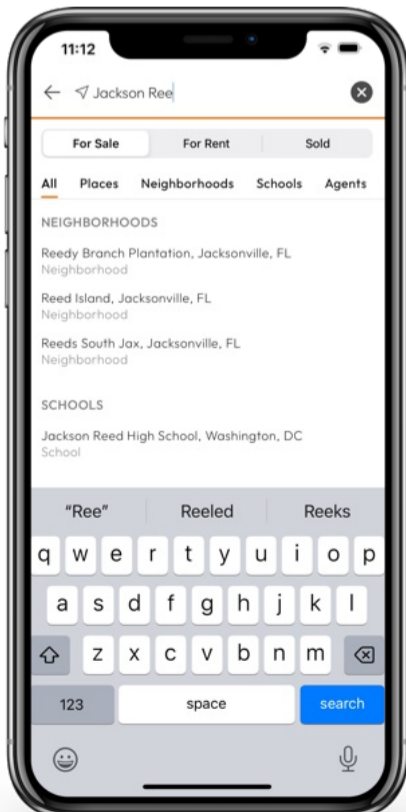 11:12
Jackson Ree
For Sale For Rent Sold
All Places Neighborhoods Schools Agents
NEIGHBORHOODS
Reedy Branch Plantation, Jacksonville, FL
Neighborhood
Reed Island, Jacksonville, FL
Neighborhood
Reeds South Jax, Jacksonville, FL
Neighborhood
SCHOOLS
Jackson Reed High School, Washington, DC
School
“Ree” Reeled Reeks
q w e r t y u i o p
a s d f g h j k l
z x c v b n m
123 space search